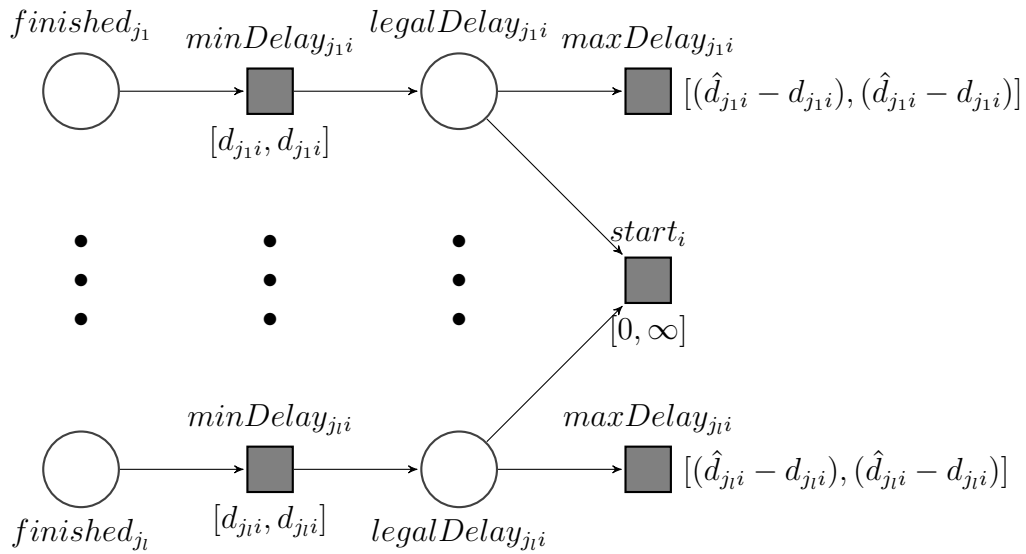 finished_{j_1}
minDelay_{j_1 i}
legalDelay_{j_1 i}
maxDelay_{j_1 i}
[(\hat{d}_{j_1 i} − d_{j_1 i}), (\hat{d}_{j_1 i} − d_{j_1 i})]
[d_{j_1 i}, d_{j_1 i}]
start_i
[0, ∞]
minDelay_{j_l i}
maxDelay_{j_l i}
[(\hat{d}_{j_l i} − d_{j_l i}), (\hat{d}_{j_l i} − d_{j_l i})]
finished_{j_l}
[d_{j_l i}, d_{j_l i}]
legalDelay_{j_l i}